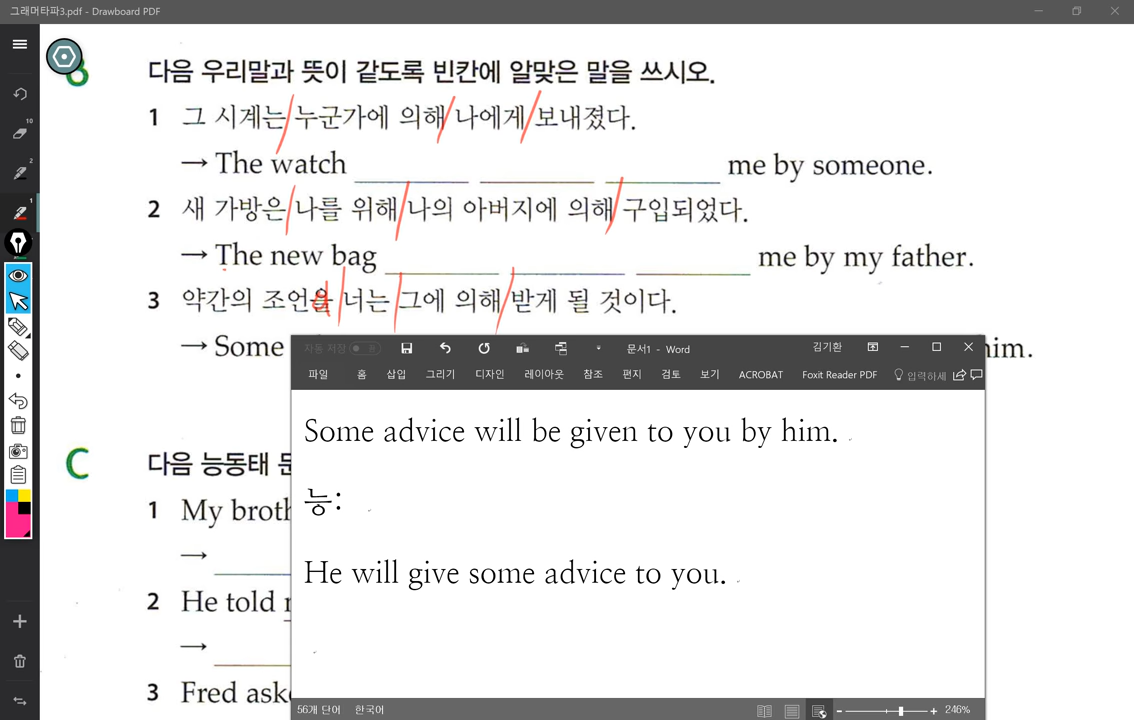 그래머타파3.pdf - Drawboard PDF
B 다음 우리말과 뜻이 같도록 빈칸에 알맞은 말을 쓰시오.
1 그 시계는 누군가에 의해 나에게 보내졌다.
→ The watch me by someone.
2 새 가방은 나를 위해 나의 아버지에 의해 구입되었다.
→ The new bag me by my father.
3 약간의 조언을 너는 그에 의해 받게 될 것이다.
→ Some him.
자동 저장 문서1 - Word 김기환
파일 홈 삽입 그리기 디자인 레이아웃 참조 편지 검토 보기 ACROBAT Foxit Reader PDF 입력하세
Some advice will be given to you by him.
능:
He will give some advice to you.
C 다음 능동태 문
1 My broth
→
2 He told
→
3 Fred aske
56개 단어 한국어 246%
10
2
1